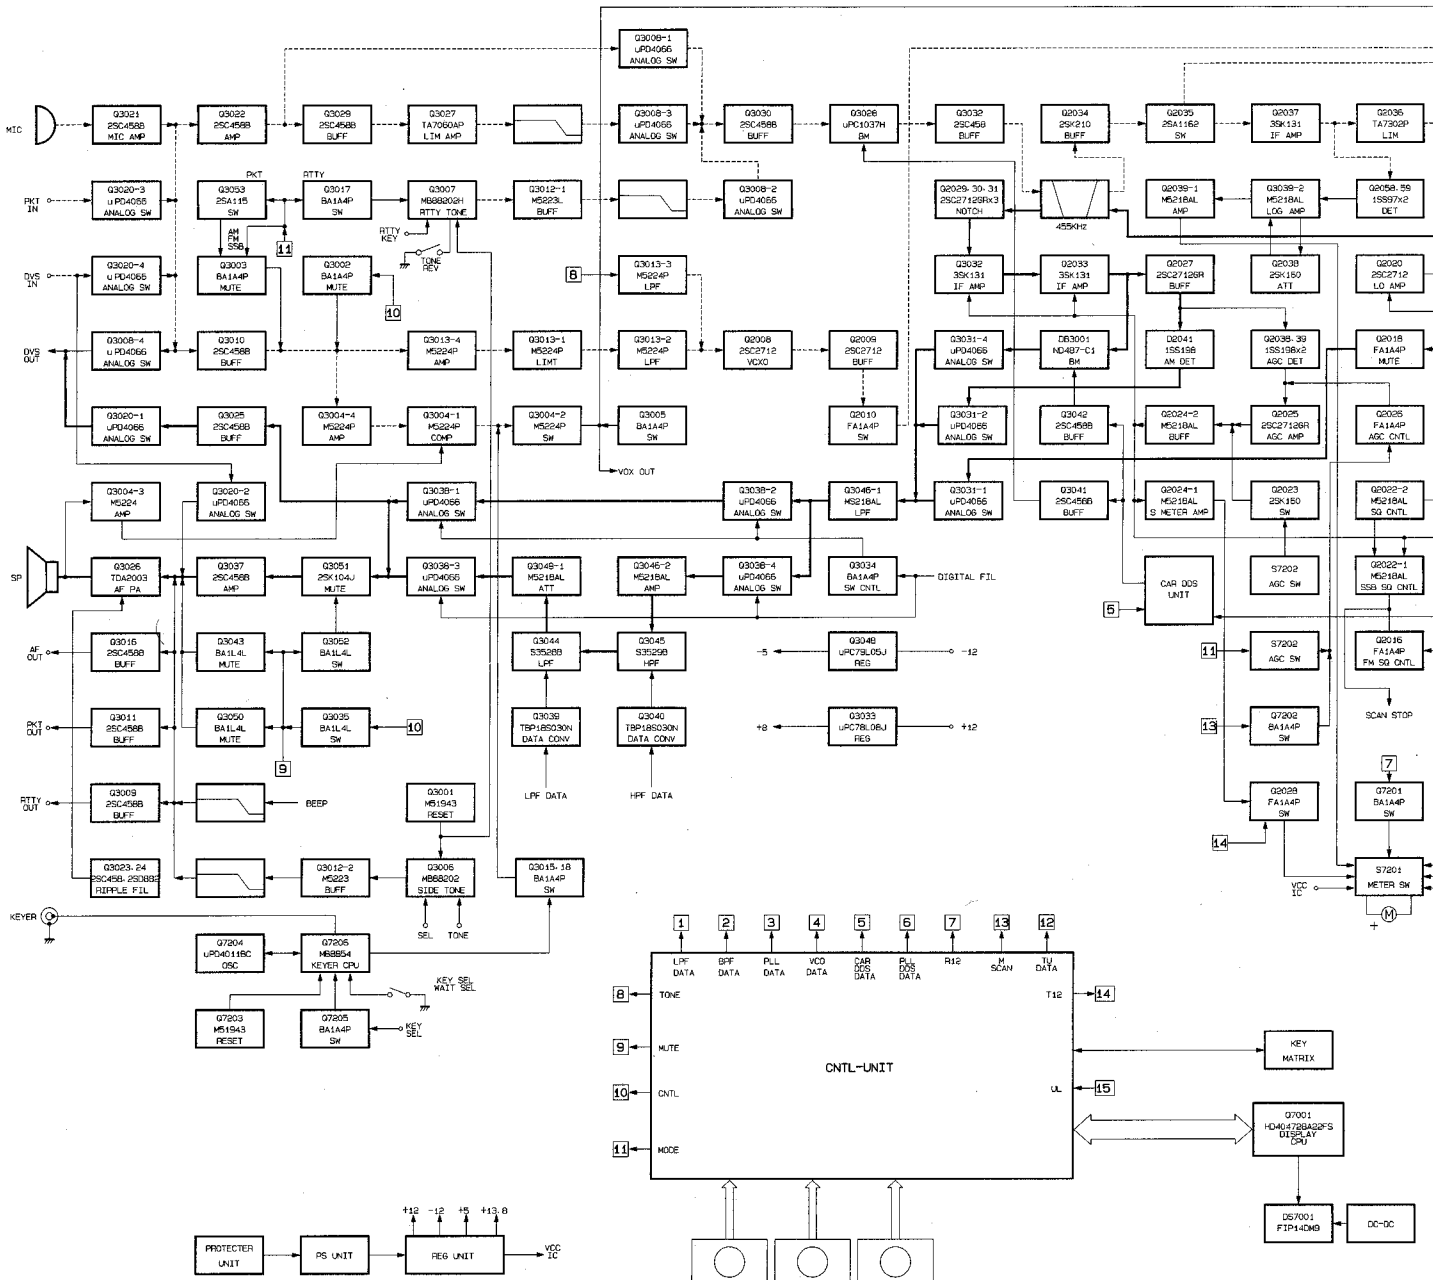 Q3008-1
uPD4066
ANALOG SW
MIC
Q3021
2SC458B
MIC AMP
Q3022
2SC458B
AMP
Q3029
2SC458B
BUFF
Q3027
TA7060AP
LIM AMP
Q3008-3
uPD4066
ANALOG SW
Q3030
2SC458B
BUFF
Q3028
uPC1037H
BM
Q3032
2SC458
BUFF
Q2034
2SK210
BUFF
Q2035
2SA1162
SW
Q2037
3SK131
IF AMP
Q2036
TA7302P
LIM
PKT
IN
Q3020-3
uPD4066
ANALOG SW
PKT
Q3053
2SA115
SW
RTTY
Q3017
BA1A4P
SW
Q3007
MB88202H
RTTY TONE
Q3012-1
M5223L
BUFF
Q3008-2
uPD4066
ANALOG SW
Q2029,30,31
2SC2712GRx3
NOTCH
455KHz
Q2039-1
M5218AL
AMP
Q3039-2
M5218AL
LOG AMP
Q2058,59
1SS97x2
DET
AM
FM
SSB
11
RTTY
KEY
TONE
REV
DVS
IN
Q3020-4
uPD4066
ANALOG SW
Q3003
BA1A4P
MUTE
Q3002
BA1A4P
MUTE
10
8
Q3013-3
M5224P
LPF
Q3032
3SK131
IF AMP
Q2033
3SK131
IF AMP
Q2027
2SC2712GR
BUFF
Q2038
2SK160
ATT
Q2020
2SC2712
LO AMP
DVS
OUT
Q3008-4
uPD4066
ANALOG SW
Q3010
2SC458B
BUFF
Q3013-4
M5224P
AMP
Q3013-1
M5224P
LIMT
Q3013-2
M5224P
LPF
Q2008
2SC2712
VCXO
Q2009
2SC2712
BUFF
Q3031-4
uPD4066
ANALOG SW
DB3001
ND487-C1
BM
D2041
1SS198
AM DET
Q2038,39
1SS198x2
AGC DET
Q2018
FA1A4P
MUTE
Q3020-1
uPD4066
ANALOG SW
Q3025
2SC458B
BUFF
Q3004-4
M5224P
AMP
Q3004-1
M5224P
COMP
Q3004-2
M5224P
SW
Q3005
BA1A4P
SW
Q2010
FA1A4P
SW
Q3031-2
uPD4066
ANALOG SW
Q3042
2SC458B
BUFF
Q2024-2
M5218AL
BUFF
Q2025
2SC2712GR
AGC AMP
Q2026
FA1A4P
AGC CNTL
VOX OUT
Q3004-3
M5224
AMP
Q3020-2
uPD4066
ANALOG SW
Q3038-1
uPD4066
ANALOG SW
Q3038-2
uPD4066
ANALOG SW
Q3046-1
M5218AL
LPF
Q3031-1
uPD4066
ANALOG SW
Q3041
2SC458B
BUFF
Q2024-1
M5218AL
S METER AMP
Q2023
2SK160
SW
Q2022-2
M5218AL
SQ CNTL
SP
Q3026
TDA2003
AF PA
Q3037
2SC458B
AMP
Q3051
2SK104J
MUTE
Q3038-3
uPD4066
ANALOG SW
Q3049-1
M5218AL
ATT
Q3046-2
M5218AL
AMP
Q3038-4
uPD4066
ANALOG SW
Q3034
BA1A4P
SW CNTL
DIGITAL FIL
CAR DDS
UNIT
5
S7202
AGC SW
Q2022-1
M5218AL
SSB SQ CNTL
AF
OUT
Q3016
2SC458B
BUFF
Q3043
BA1L4L
MUTE
Q3052
BA1L4L
SW
Q3044
S3528B
LPF
Q3045
S3529B
HPF
-5
Q3048
uPC79L05J
REG
-12
11
S7202
AGC SW
Q2016
FA1A4P
FM SQ CNTL
PKT
OUT
Q3011
2SC458B
BUFF
Q3050
BA1L4L
MUTE
Q3035
BA1L4L
SW
10
9
Q3039
TBP18S030N
DATA CONV
Q3040
TBP18S030N
DATA CONV
+8
Q3033
uPC78L08J
REG
+12
13
Q7202
BA1A4P
SW
SCAN STOP
LPF DATA
HPF DATA
RTTY
OUT
Q3009
2SC458B
BUFF
BEEP
Q3001
M51943
RESET
Q2028
FA1A4P
SW
14
7
Q7201
BA1A4P
SW
Q3023,24
2SC458,2SD882
RIPPLE FIL
Q3012-2
M5223
BUFF
Q3006
MB88202
SIDE TONE
Q3015,18
BA1A4P
SW
VCC
IC
S7201
METER SW
+
M
KEYER
SEL
TONE
Q7204
uPD4011BC
OSC
Q7206
MB8854
KEYER CPU
KEY SEL
WAIT SEL
Q7203
M51943
RESET
Q7205
BA1A4P
SW
KEY
SEL
1
2
3
4
5
6
7
13
12
LPF
DATA
BPF
DATA
PLL
DATA
VCO
DATA
CAR
DDS
DATA
PLL
DDS
DATA
R12
M
SCAN
TU
DATA
8
TONE
T12
14
9
MUTE
CNTL-UNIT
KEY
MATRIX
10
CNTL
UL
15
11
MODE
Q7001
HD404728A22FS
DISPLAY
CPU
DS7001
FIP14DM9
DC-DC
+12
-12
+5
+13.8
PROTECTER
UNIT
PS UNIT
REG UNIT
VCC
IC